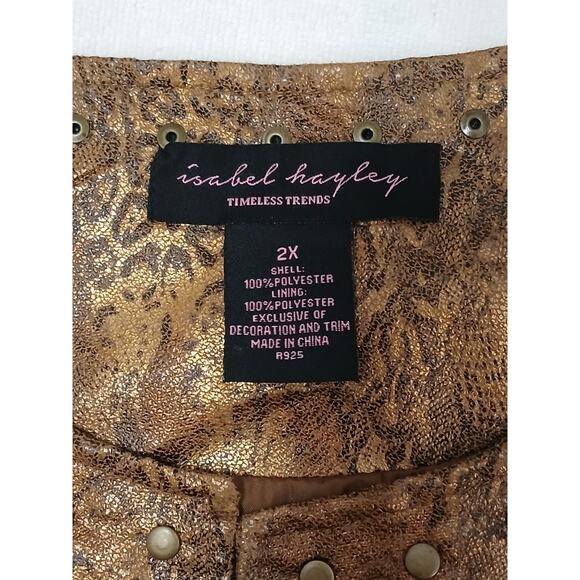 isabel hayley
TIMELESS TRENDS
2X
SHELL:
100%POLYESTER
LINING:
100%POLYESTER
EXCLUSIVE OF
DECORATION AND TRIM
MADE IN CHINA
R925